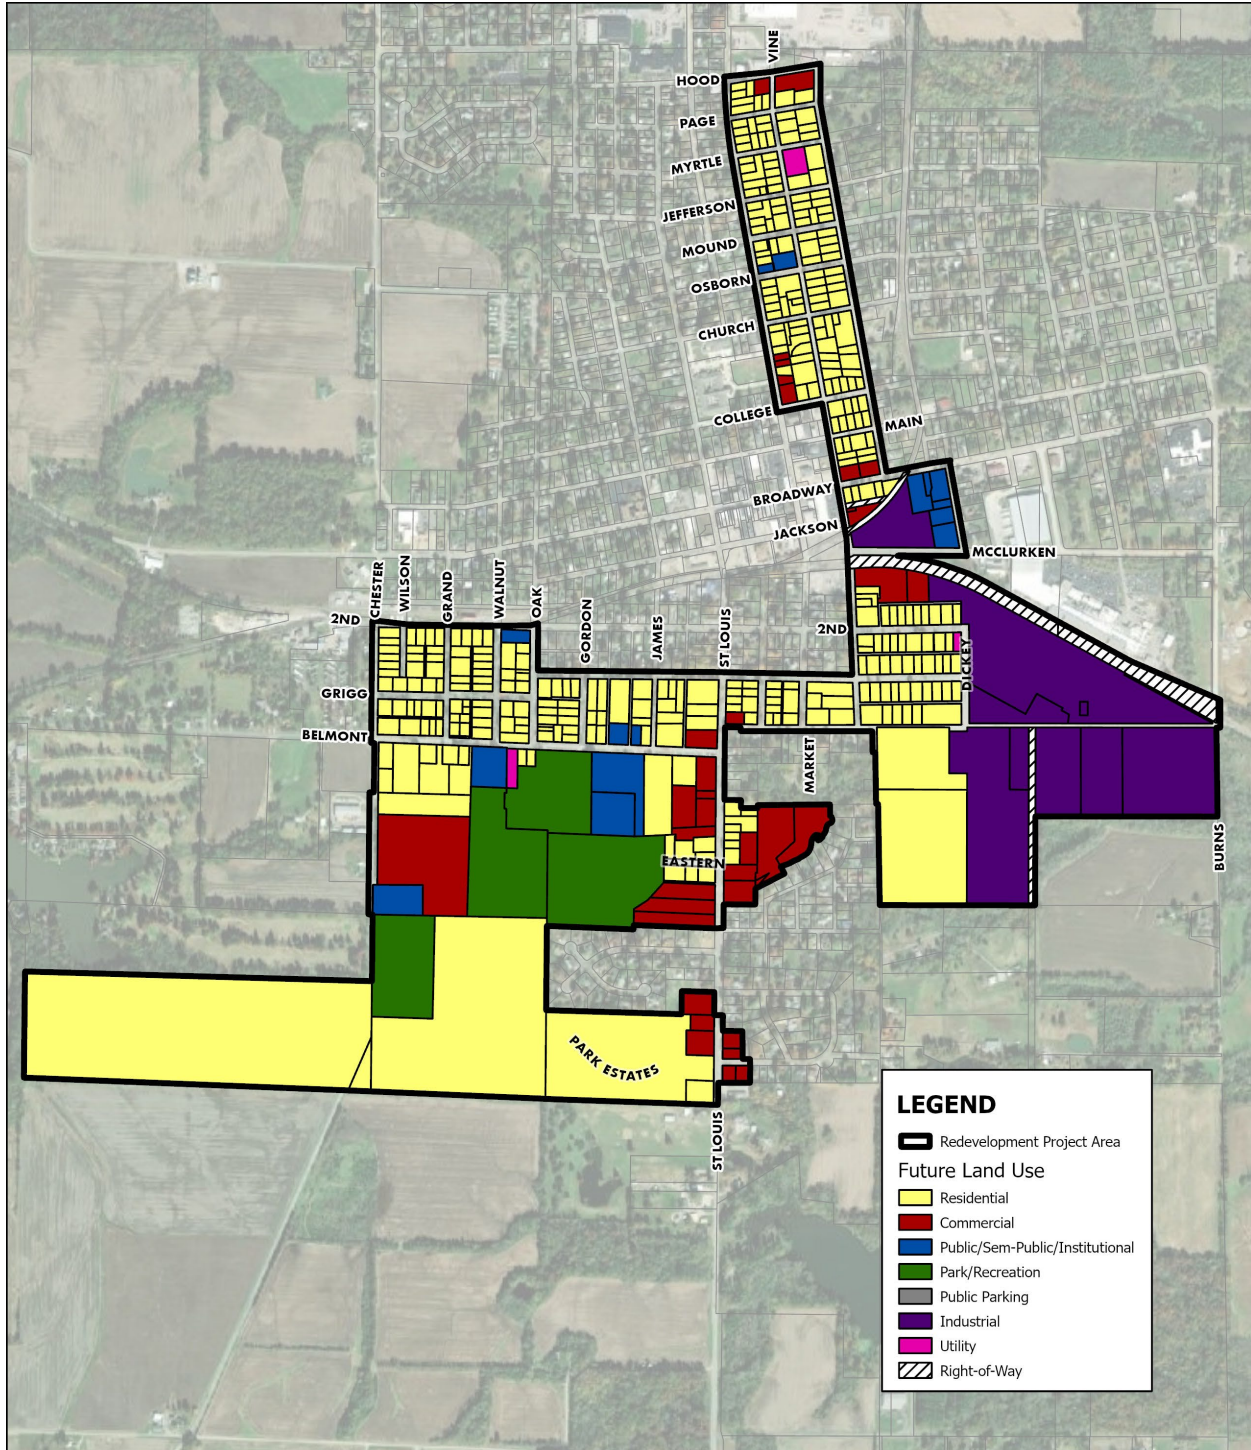 VINE
HOOD
PAGE
MYRTLE
JEFFERSON
MOUND
OSBORN
CHURCH
COLLEGE
MAIN
BROADWAY
JACKSON
MCCLURKEN
CHESTER
WILSON
GRAND
WALNUT
OAK
GORDON
JAMES
ST LOUIS
2ND
2ND
DICKEY
GRIGG
BELMONT
MARKET
BURNS
EASTERN
PARK ESTATES
ST LOUIS
LEGEND
Redevelopment Project Area
Future Land Use
Residential
Commercial
Public/Sem-Public/Institutional
Park/Recreation
Public Parking
Industrial
Utility
Right-of-Way